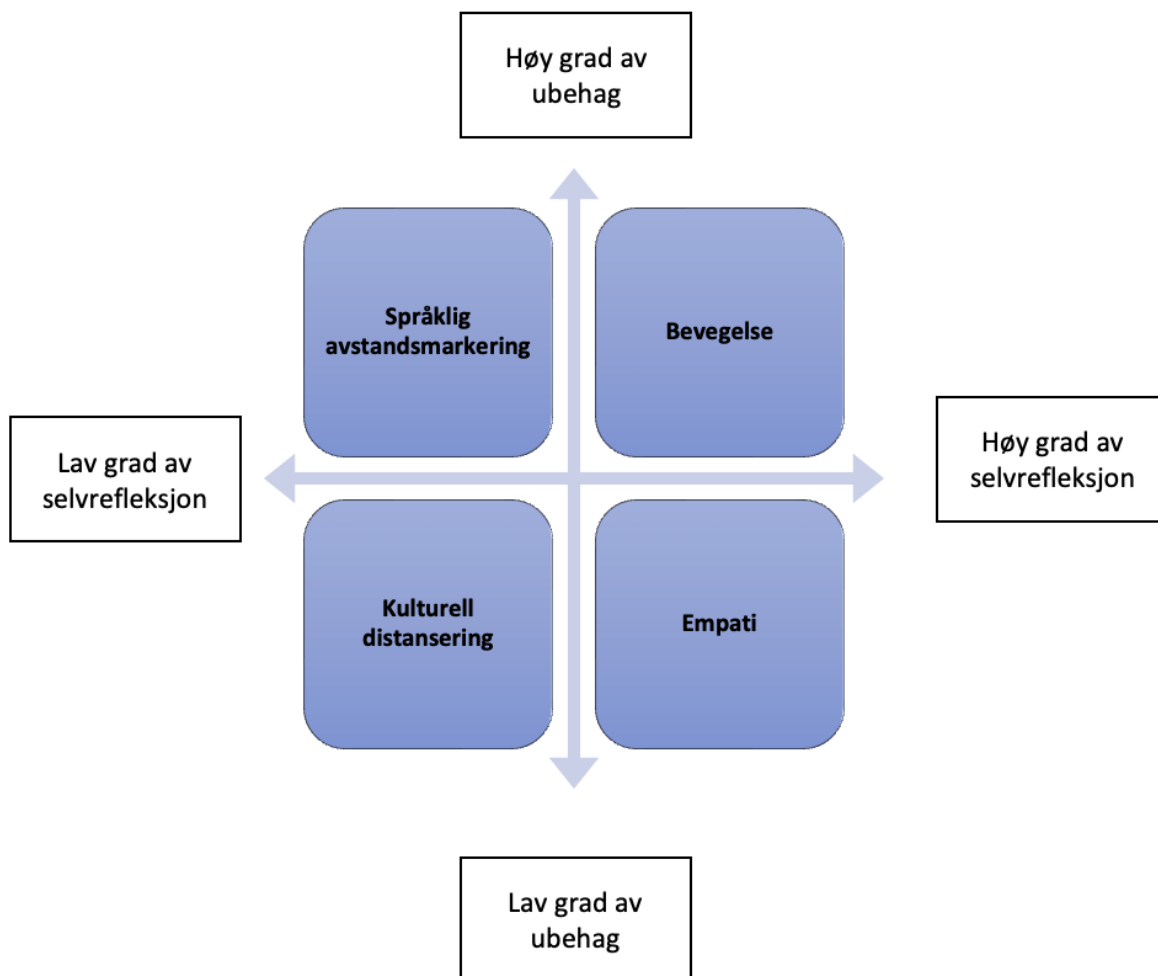 Høy grad av
ubehag
Språklig
avstandsmarkering
Bevegelse
Lav grad av
selvrefleksjon
Høy grad av
selvrefleksjon
Kulturell
distansering
Empati
Lav grad av
ubehag